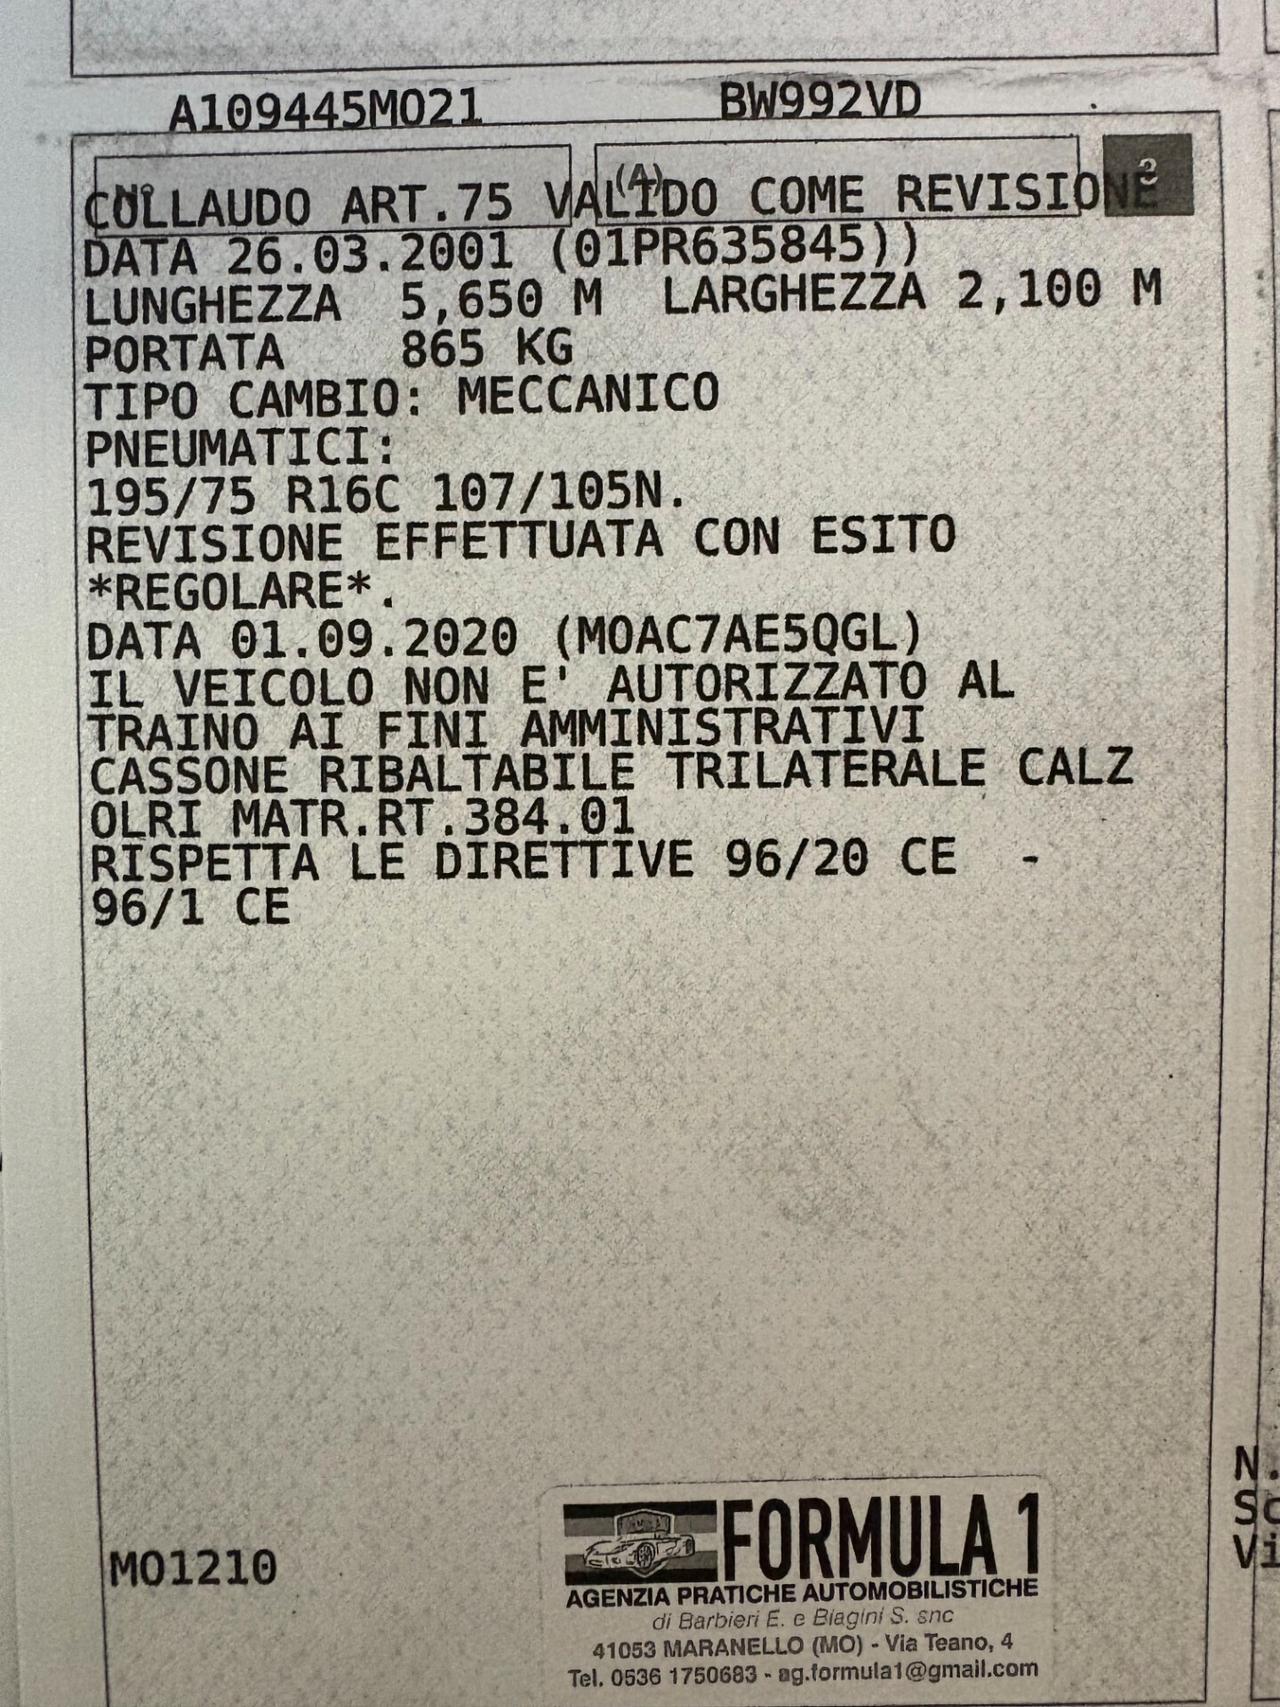 A109445MO21 BW992VD
N° (A) 3
COLLAUDO ART.75 VALIDO COME REVISIONE
DATA 26.03.2001 (01PR635845))
LUNGHEZZA 5,650 M LARGHEZZA 2,100 M
PORTATA 865 KG
TIPO CAMBIO: MECCANICO
PNEUMATICI:
195/75 R16C 107/105N.
REVISIONE EFFETTUATA CON ESITO
*REGOLARE*.
DATA 01.09.2020 (MOAC7AE5QGL)
IL VEICOLO NON E' AUTORIZZATO AL
TRAINO AI FINI AMMINISTRATIVI
CASSONE RIBALTABILE TRILATERALE CALZ
OLRI MATR.RT.384.01
RISPETTA LE DIRETTIVE 96/20 CE -
96/1 CE
N.
Sc
Vi
MO1210
FORMULA 1
AGENZIA PRATICHE AUTOMOBILISTICHE
di Barbieri E. e Biagini S. snc
41053 MARANELLO (MO) - Via Teano, 4
Tel. 0536 1750683 - ag.formula1@gmail.com